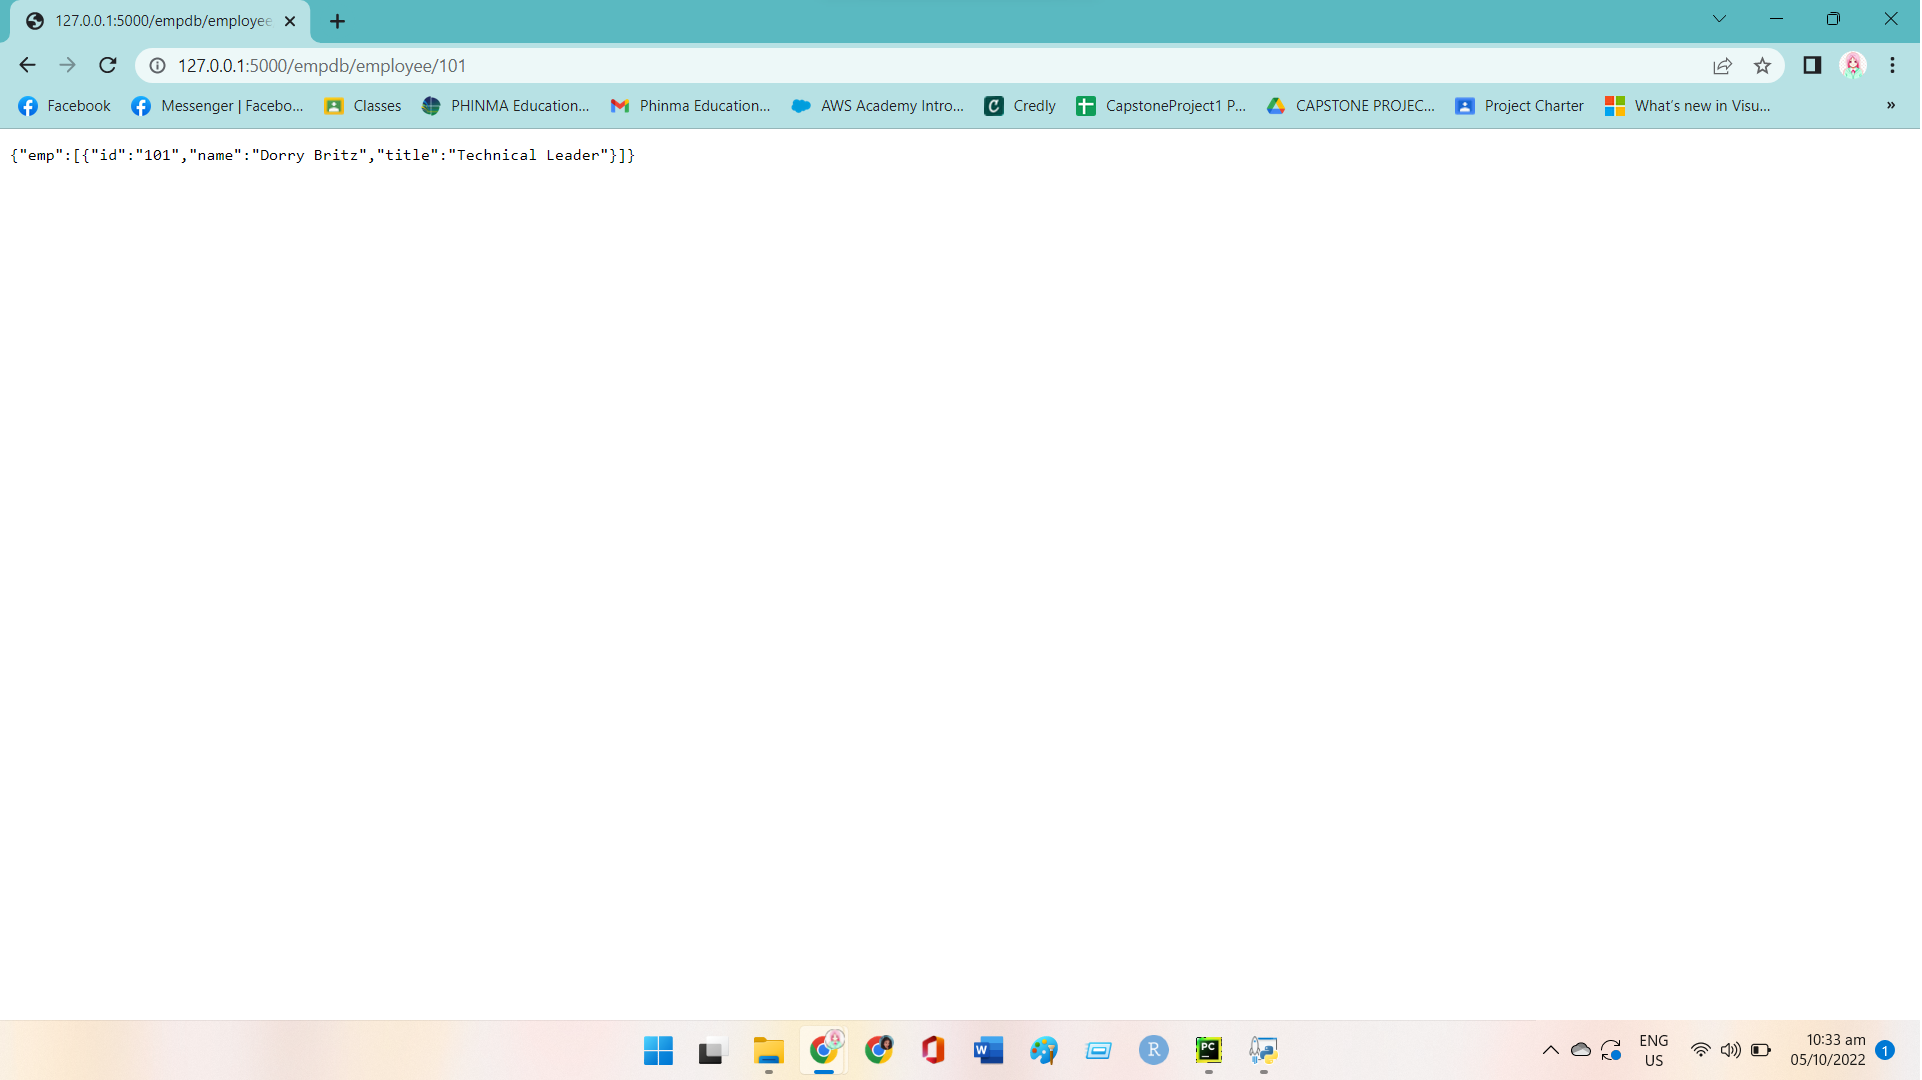 127.0.0.1:5000/empdb/employee
127.0.0.1:5000/empdb/employee/101
Facebook
Messenger | Facebo...
Classes
PHINMA Education...
Phinma Education...
AWS Academy Intro...
Credly
CapstoneProject1 P...
CAPSTONE PROJEC...
Project Charter
What's new in Visu...
»
{"emp":[{"id":"101","name":"Dorry Britz","title":"Technical Leader"}]}
W
R
PC
ENG
US
10:33 am
05/10/2022
1